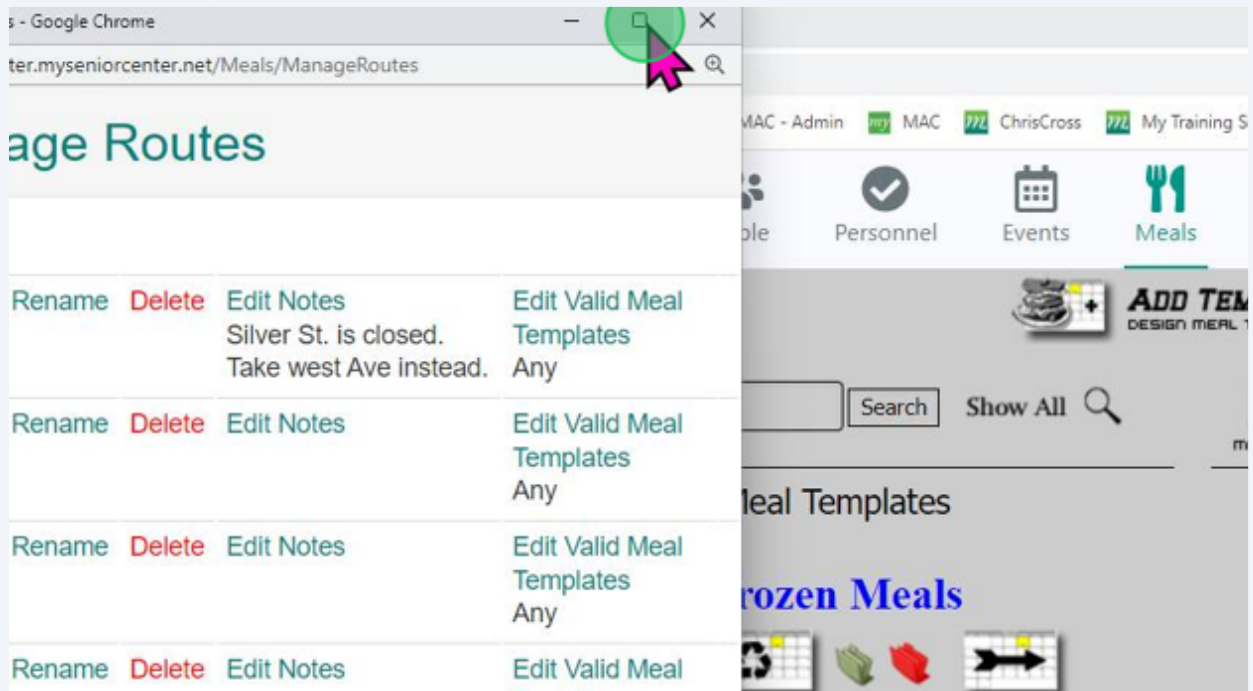 s - Google Chrome
ter.myseniorcenter.net/Meals/ManageRoutes
age Routes
Rename Delete Edit Notes Edit Valid Meal
Silver St. is closed. Templates
Take west Ave instead. Any
Rename Delete Edit Notes Edit Valid Meal
Templates
Any
Rename Delete Edit Notes Edit Valid Meal
Templates
Any
Rename Delete Edit Notes Edit Valid Meal
MAC - Admin my MAC ChrisCross My Training S
ple Personnel Events Meals
ADD TEM
DESIGN MEAL T
Search Show All
m
Meal Templates
rozen Meals